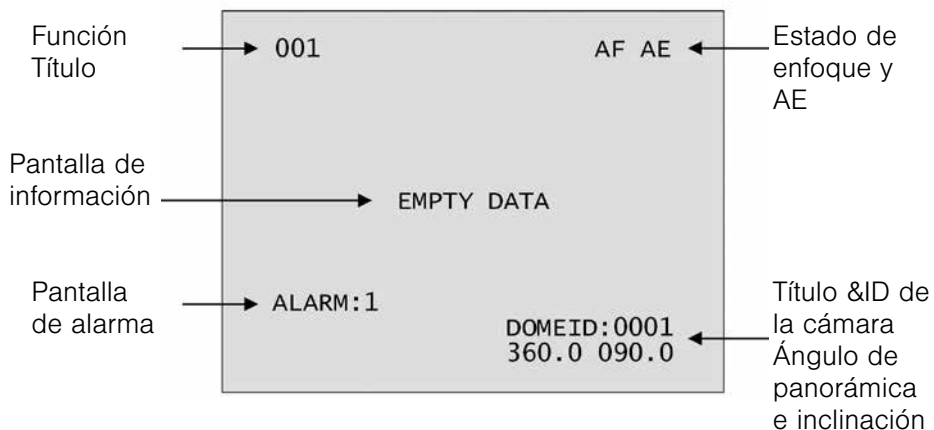 Función
Título
001
AF AE
Estado de
enfoque y
AE
Pantalla de
información
EMPTY DATA
Pantalla
de alarma
ALARM:1
DOMEID:0001
360.0 090.0
Título &ID de
la cámara
Ángulo de
panorámica
e inclinación